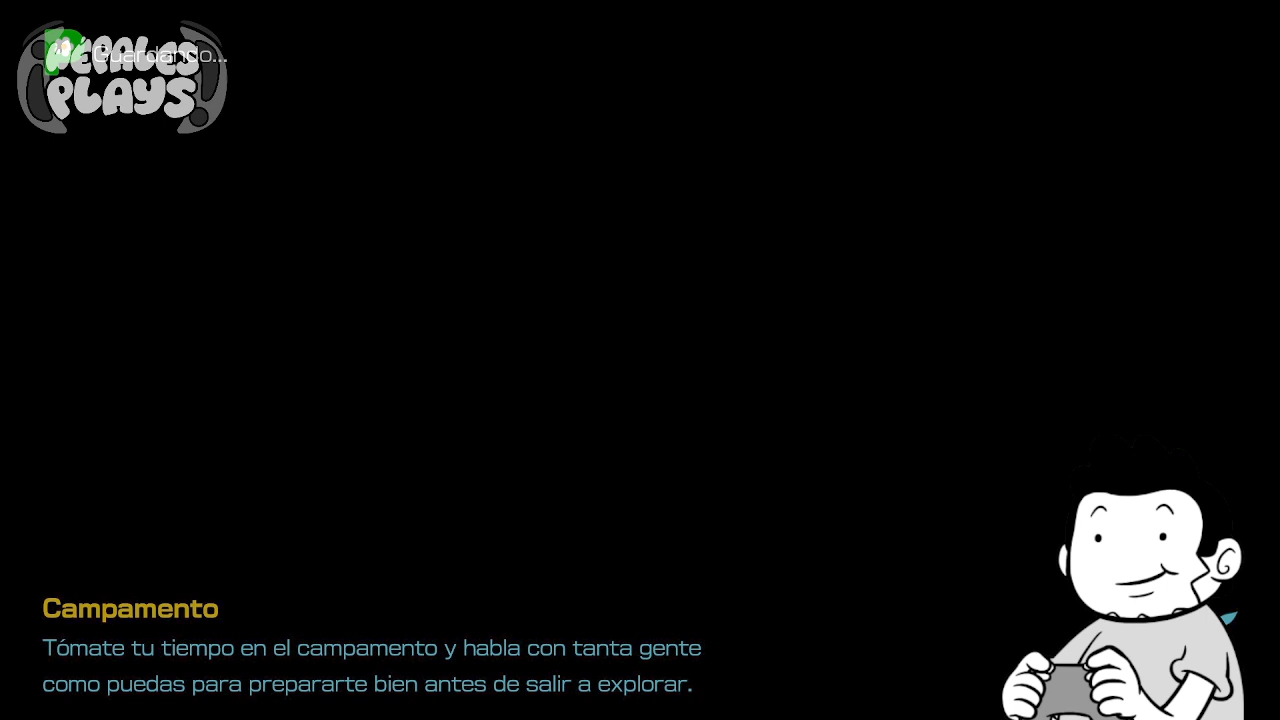 PERALES
PLAYS
Guardando...
Campamento
Tómate tu tiempo en el campamento y habla con tanta gente
como puedas para prepararte bien antes de salir a explorar.